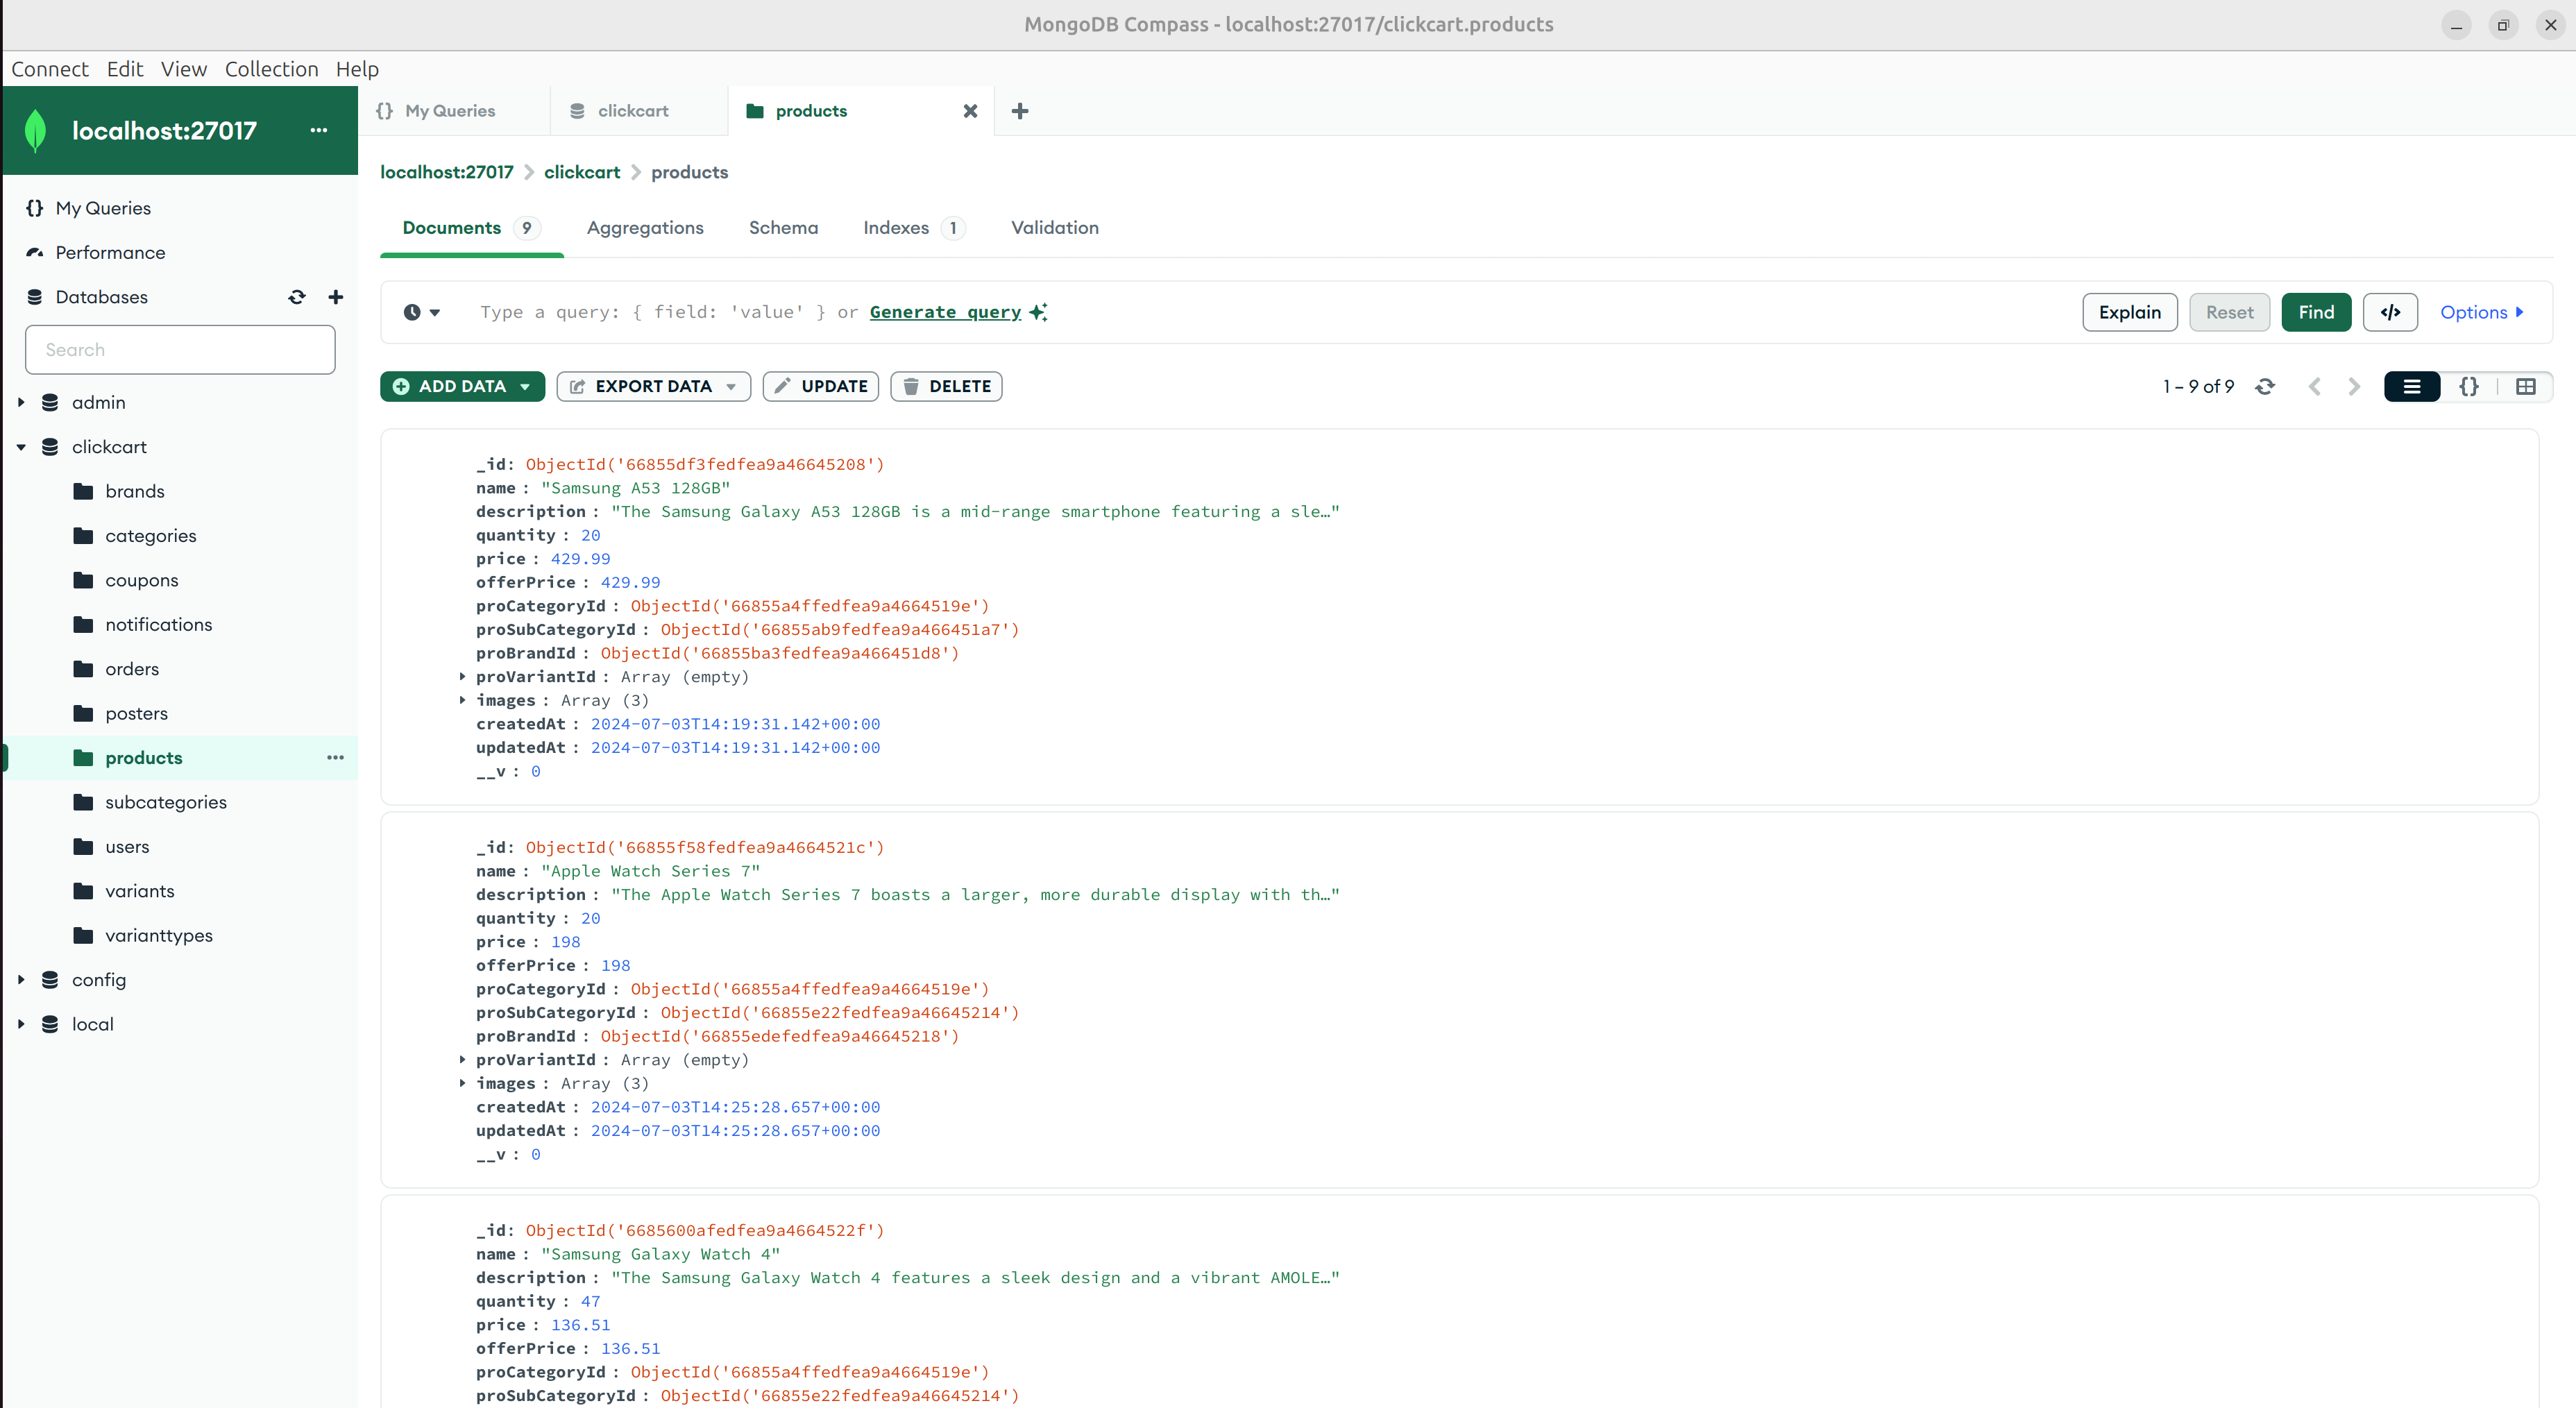 MongoDB Compass - localhost:27017/clickcart.products
Connect Edit View Collection Help
localhost:27017 ...
My Queries
Performance
Databases
Search
admin
clickcart
brands
categories
coupons
notifications
orders
posters
products ...
subcategories
users
variants
varianttypes
config
local
{} My Queries clickcart products
localhost:27017 > clickcart > products
Documents 9 Aggregations Schema Indexes 1 Validation
Type a query: { field: 'value' } or Generate query
Explain Reset Find </> Options
ADD DATA EXPORT DATA UPDATE DELETE
1 – 9 of 9 {}
_id: ObjectId('66855df3fedfea9a46645208')
name : "Samsung A53 128GB"
description : "The Samsung Galaxy A53 128GB is a mid-range smartphone featuring a sle…"
quantity : 20
price : 429.99
offerPrice : 429.99
proCategoryId : ObjectId('66855a4ffedfea9a4664519e')
proSubCategoryId : ObjectId('66855ab9fedfea9a466451a7')
proBrandId : ObjectId('66855ba3fedfea9a466451d8')
proVariantId : Array (empty)
images : Array (3)
createdAt : 2024-07-03T14:19:31.142+00:00
updatedAt : 2024-07-03T14:19:31.142+00:00
__v : 0
_id: ObjectId('66855f58fedfea9a4664521c')
name : "Apple Watch Series 7"
description : "The Apple Watch Series 7 boasts a larger, more durable display with th…"
quantity : 20
price : 198
offerPrice : 198
proCategoryId : ObjectId('66855a4ffedfea9a4664519e')
proSubCategoryId : ObjectId('66855e22fedfea9a46645214')
proBrandId : ObjectId('66855edefedfea9a46645218')
proVariantId : Array (empty)
images : Array (3)
createdAt : 2024-07-03T14:25:28.657+00:00
updatedAt : 2024-07-03T14:25:28.657+00:00
__v : 0
_id: ObjectId('6685600afedfea9a4664522f')
name : "Samsung Galaxy Watch 4"
description : "The Samsung Galaxy Watch 4 features a sleek design and a vibrant AMOLE…"
quantity : 47
price : 136.51
offerPrice : 136.51
proCategoryId : ObjectId('66855a4ffedfea9a4664519e')
proSubCategoryId : ObjectId('66855e22fedfea9a46645214')